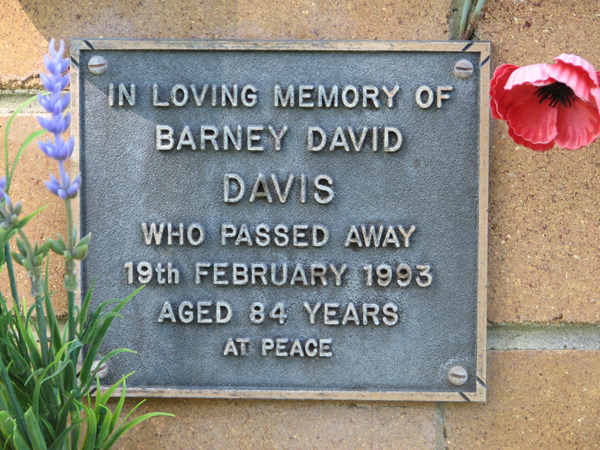 IN LOVING MEMORY OF
BARNEY DAVID
DAVIS
WHO PASSED AWAY
19th FEBRUARY 1993
AGED 84 YEARS
AT PEACE